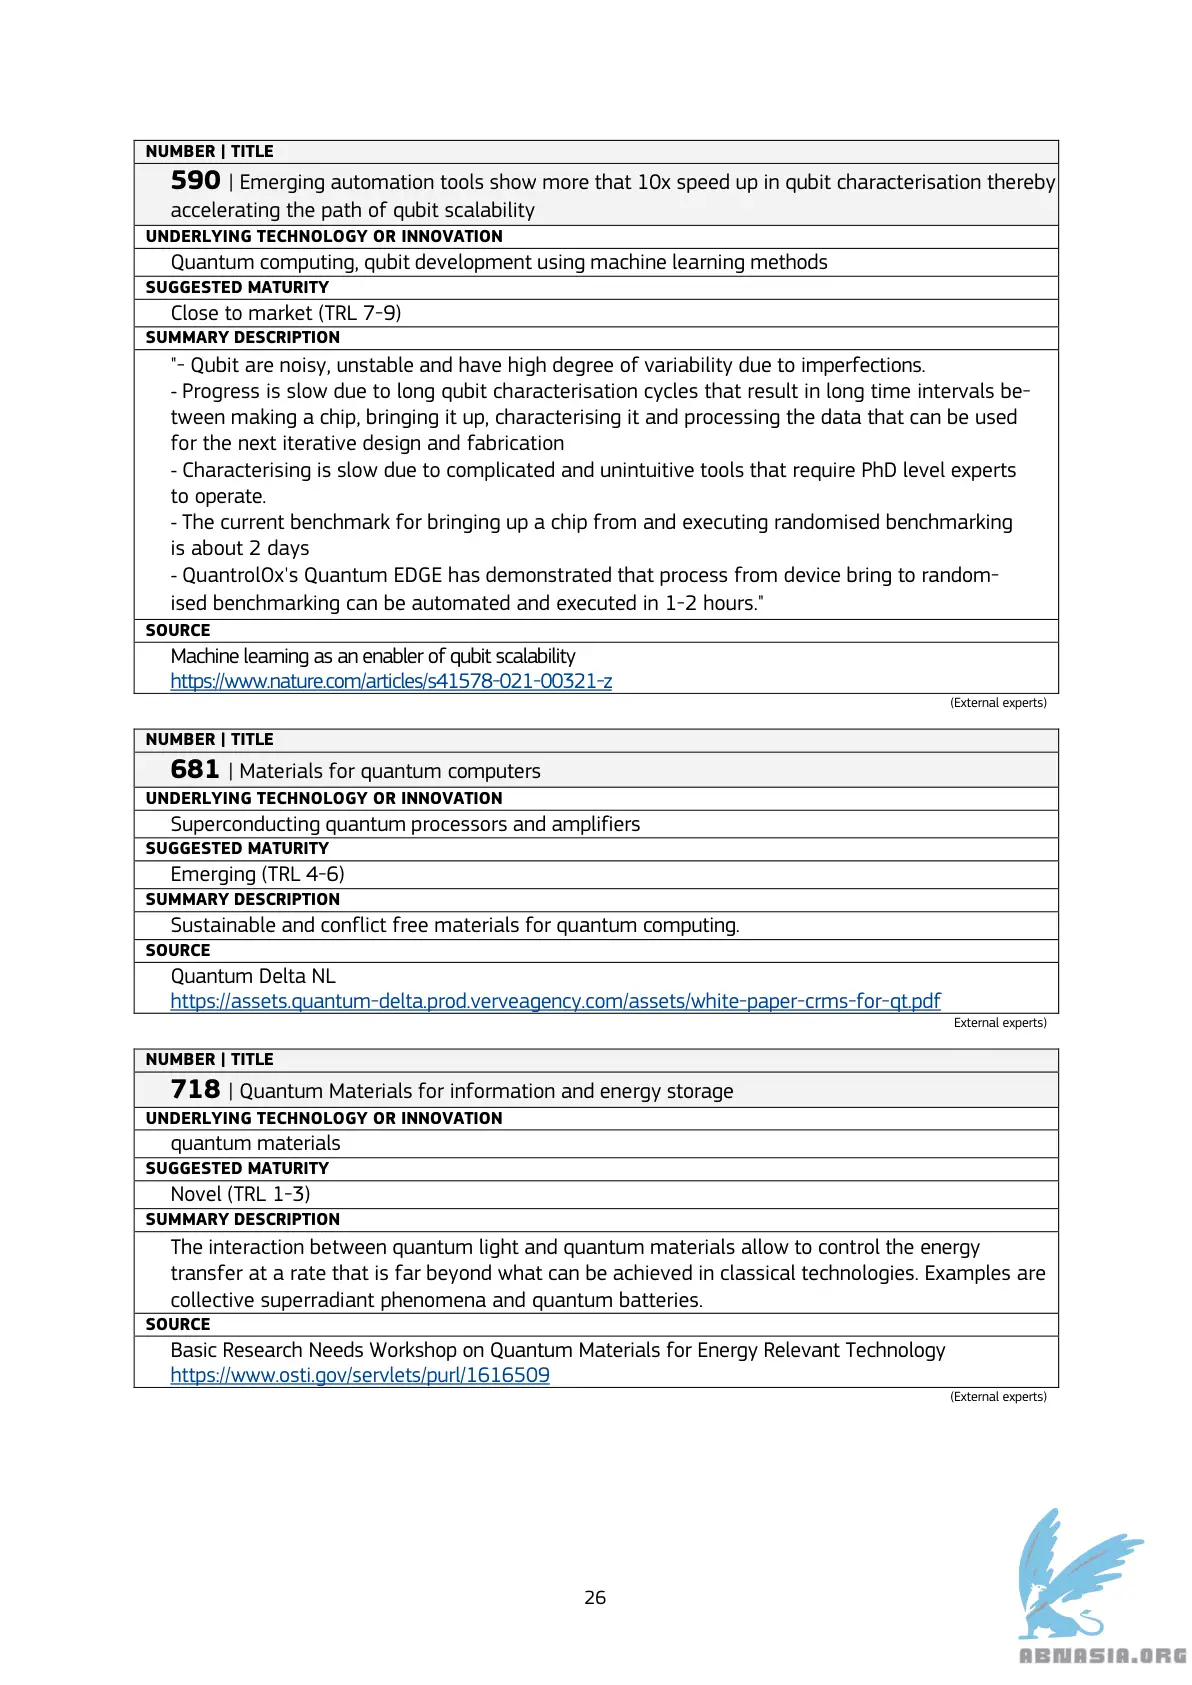 NUMBER | TITLE
590 | Emerging automation tools show more that 10x speed up in qubit characterisation thereby
accelerating the path of qubit scalability
UNDERLYING TECHNOLOGY OR INNOVATION
Quantum computing, qubit development using machine learning methods
SUGGESTED MATURITY
Close to market (TRL 7-9)
SUMMARY DESCRIPTION
"- Qubit are noisy, unstable and have high degree of variability due to imperfections.
- Progress is slow due to long qubit characterisation cycles that result in long time intervals be-
tween making a chip, bringing it up, characterising it and processing the data that can be used
for the next iterative design and fabrication
- Characterising is slow due to complicated and unintuitive tools that require PhD level experts
to operate.
- The current benchmark for bringing up a chip from and executing randomised benchmarking
is about 2 days
- QuantrolOx's Quantum EDGE has demonstrated that process from device bring to random-
ised benchmarking can be automated and executed in 1-2 hours."
SOURCE
Machine learning as an enabler of qubit scalability
https://www.nature.com/articles/s41578-021-00321-z
(External experts)
NUMBER | TITLE
681 | Materials for quantum computers
UNDERLYING TECHNOLOGY OR INNOVATION
Superconducting quantum processors and amplifiers
SUGGESTED MATURITY
Emerging (TRL 4-6)
SUMMARY DESCRIPTION
Sustainable and conflict free materials for quantum computing.
SOURCE
Quantum Delta NL
https://assets.quantum-delta.prod.verveagency.com/assets/white-paper-crms-for-qt.pdf
External experts)
NUMBER | TITLE
718 | Quantum Materials for information and energy storage
UNDERLYING TECHNOLOGY OR INNOVATION
quantum materials
SUGGESTED MATURITY
Novel (TRL 1-3)
SUMMARY DESCRIPTION
The interaction between quantum light and quantum materials allow to control the energy
transfer at a rate that is far beyond what can be achieved in classical technologies. Examples are
collective superradiant phenomena and quantum batteries.
SOURCE
Basic Research Needs Workshop on Quantum Materials for Energy Relevant Technology
https://www.osti.gov/servlets/purl/1616509
(External experts)
26
ABNASIA.ORG